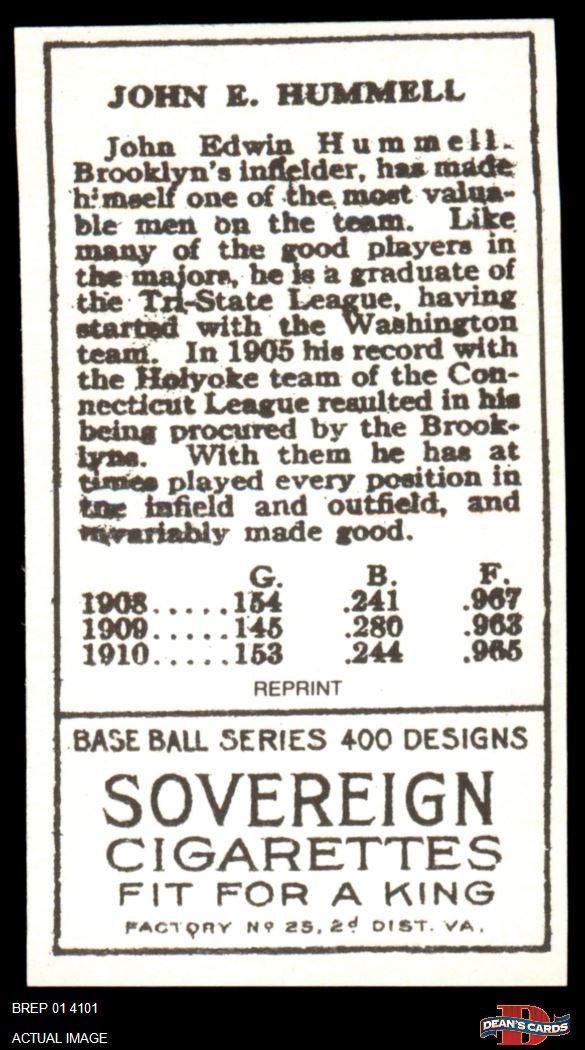 JOHN E. HUMMELL
John Edwin Hummell.
Brooklyn's infielder, has made
himself one of the most valua-
ble men on the team. Like
many of the good players in
the majors, he is a graduate of
the Tri-State League, having
started with the Washington
team. In 1905 his record with
the Holyoke team of the Con-
necticut League resulted in his
being procured by the Brook-
lyns. With them he has at
times played every position in
the infield and outfield, and
invariably made good.
G. B. F.
1908.....154 .241 .967
1909.....145 .280 .963
1910.....153 .244 .965
REPRINT
BASE BALL SERIES 400 DESIGNS
SOVEREIGN
CIGARETTES
FIT FOR A KING
FACTORY Nº 25, 2d DIST. VA.
BREP 01 4101
ACTUAL IMAGE
D
DEAN'S CARDS